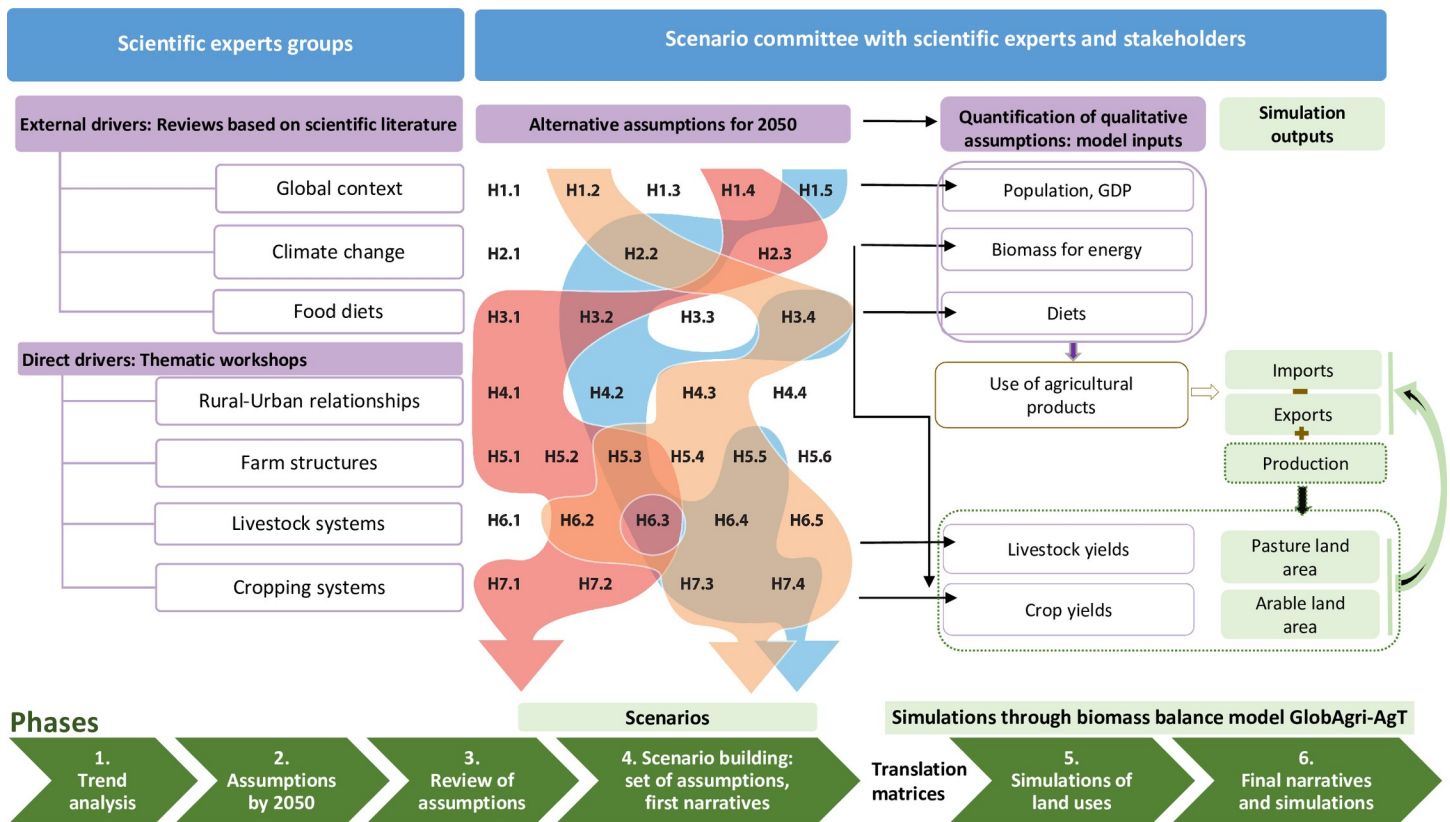 Scientific experts groups
Scenario committee with scientific experts and stakeholders
External drivers: Reviews based on scientific literature
Alternative assumptions for 2050
Quantification of qualitative
assumptions: model inputs
Simulation
outputs
Global context
H1.1 H1.2 H1.3 H1.4 H1.5
Population, GDP
Climate change
H2.1 H2.2 H2.3
Biomass for energy
Food diets
H3.1 H3.2 H3.3 H3.4
Diets
Direct drivers: Thematic workshops
Rural-Urban relationships
H4.1 H4.2 H4.3 H4.4
Use of agricultural
products
Imports
Exports
Farm structures
H5.1 H5.2 H5.3 H5.4 H5.5 H5.6
Production
Livestock systems
H6.1 H6.2 H6.3 H6.4 H6.5
Livestock yields
Pasture land
area
Cropping systems
H7.1 H7.2 H7.3 H7.4
Crop yields
Arable land
area
Phases
Scenarios
Simulations through biomass balance model GlobAgri-AgT
1.
Trend
analysis
2.
Assumptions
by 2050
3.
Review of
assumptions
4. Scenario building:
set of assumptions,
first narratives
Translation
matrices
5.
Simulations of
land uses
6.
Final narratives
and simulations